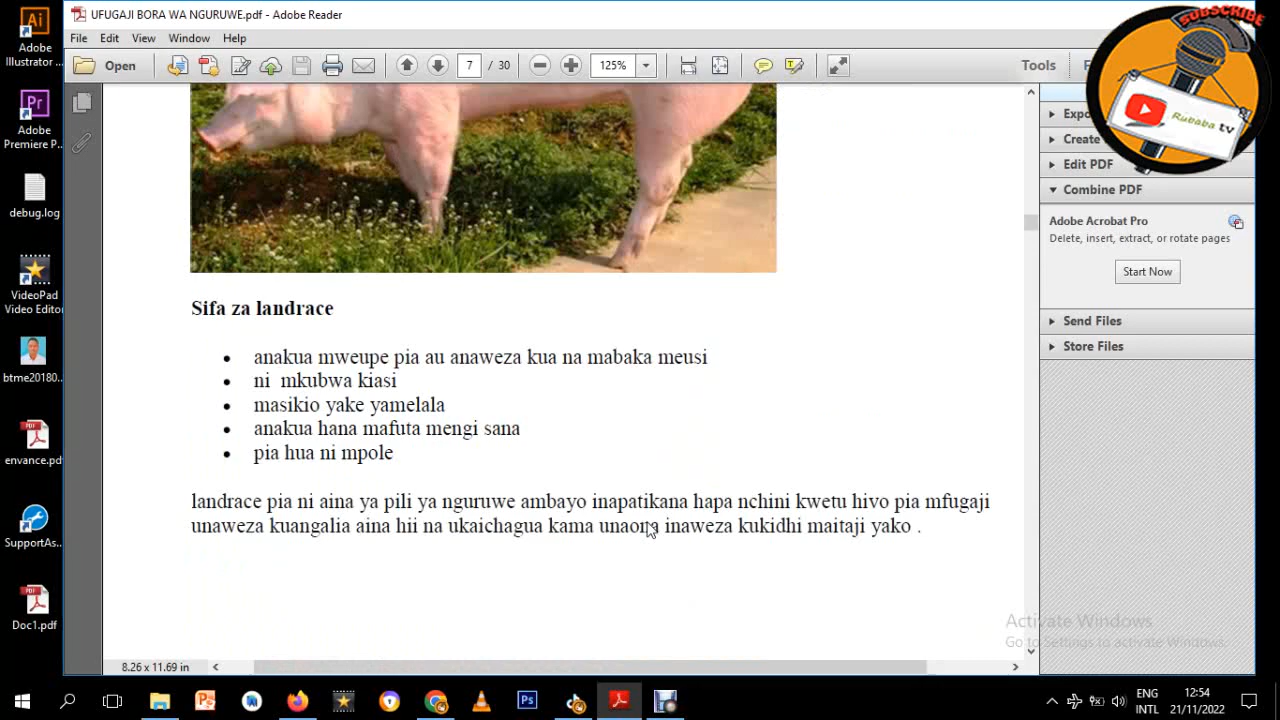 UFUGAJI BORA WA NGURUWE.pdf - Adobe Reader
File Edit View Window Help
Open 7 / 30 125% Tools
SUBSCRIBE
Rubaba tv
Adobe
Illustrator ...
Adobe
Premiere P...
debug.log
VideoPad
Video Editor
btme20180...
envance.pdf
SupportAs...
Doc1.pdf
Create
Edit PDF
Combine PDF
Adobe Acrobat Pro
Delete, insert, extract, or rotate pages
Start Now
Send Files
Store Files
Sifa za landrace
• anakua mweupe pia au anaweza kua na mabaka meusi
• ni mkubwa kiasi
• masikio yake yamelala
• anakua hana mafuta mengi sana
• pia hua ni mpole
landrace pia ni aina ya pili ya nguruwe ambayo inapatikana hapa nchini kwetu hivo pia mfugaji
unaweza kuangalia aina hii na ukaichagua kama unaona inaweza kukidhi maitaji yako .
Activate Windows
Go to Settings to activate Windows.
8.26 x 11.69 in
ENG
INTL
12:54
21/11/2022